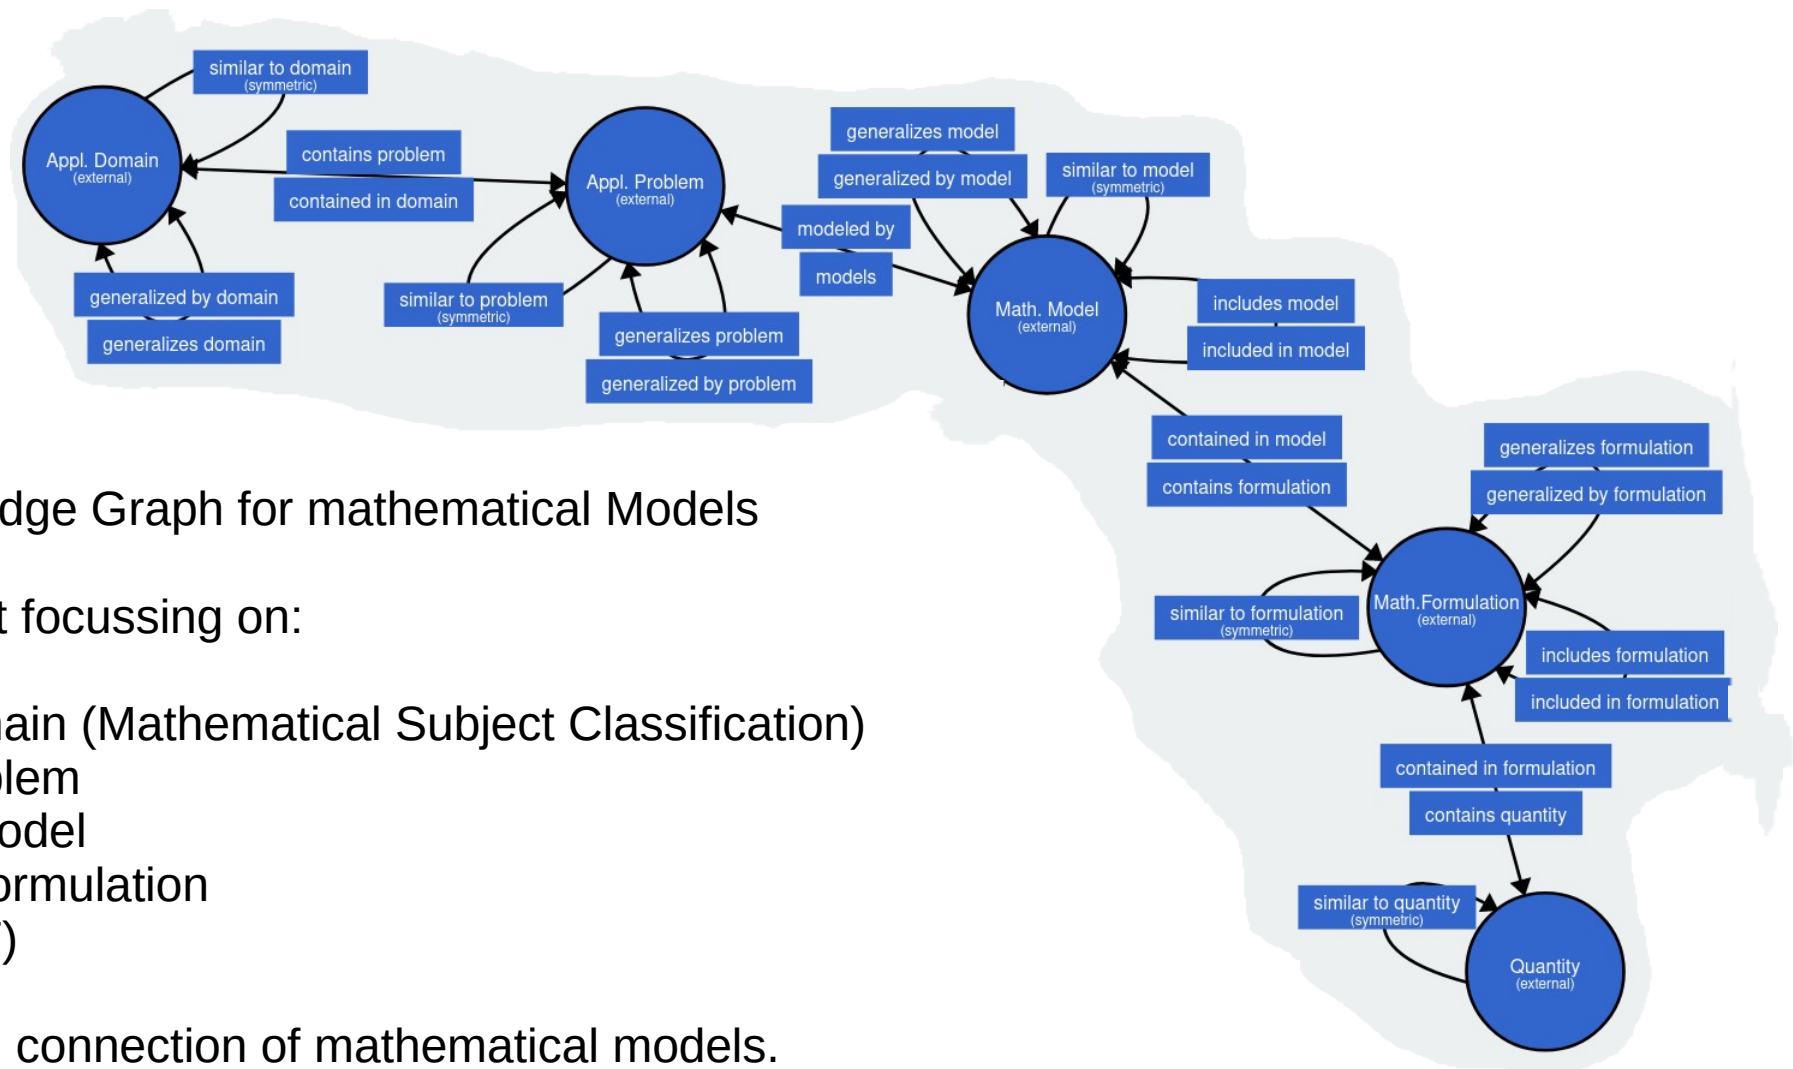 similar to domain
(symmetric)
Appl. Domain
(external)
contains problem
contained in domain
generalized by domain
generalizes domain
Appl. Problem
(external)
similar to problem
(symmetric)
generalizes problem
generalized by problem
modeled by
models
generalizes model
generalized by model
similar to model
(symmetric)
Math. Model
(external)
includes model
included in model
contained in model
contains formulation
generalizes formulation
generalized by formulation
Math.Formulation
(external)
similar to formulation
(symmetric)
includes formulation
included in formulation
contained in formulation
contains quantity
similar to quantity
(symmetric)
Quantity
(external)
dge Graph for mathematical Models
focussing on:
ain (Mathematical Subject Classification)
lem
odel
ormulation
)
connection of mathematical models.